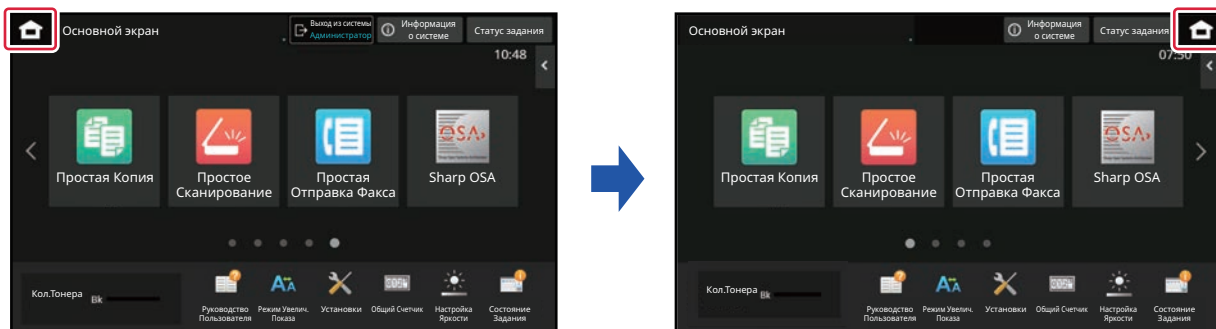 Основной экран
Выход из системы
Администратор
Информация
о системе
Статус задания
10:48
Простая Копия
Простое
Сканирование
Простая
Отправка Факса
OSA
Sharp OSA
Кол.Тонера
Bk
Руководство
Пользователя
Режим Увелич.
Показа
Установки
Общий Счетчик
Настройка
Яркости
Состояние
Задания
Основной экран
Информация
о системе
Статус задания
07:50
Простая Копия
Простое
Сканирование
Простая
Отправка Факса
OSA
Sharp OSA
Кол.Тонера
Bk
Руководство
Пользователя
Режим Увелич.
Показа
Установки
Общий Счетчик
Настройка
Яркости
Состояние
Задания